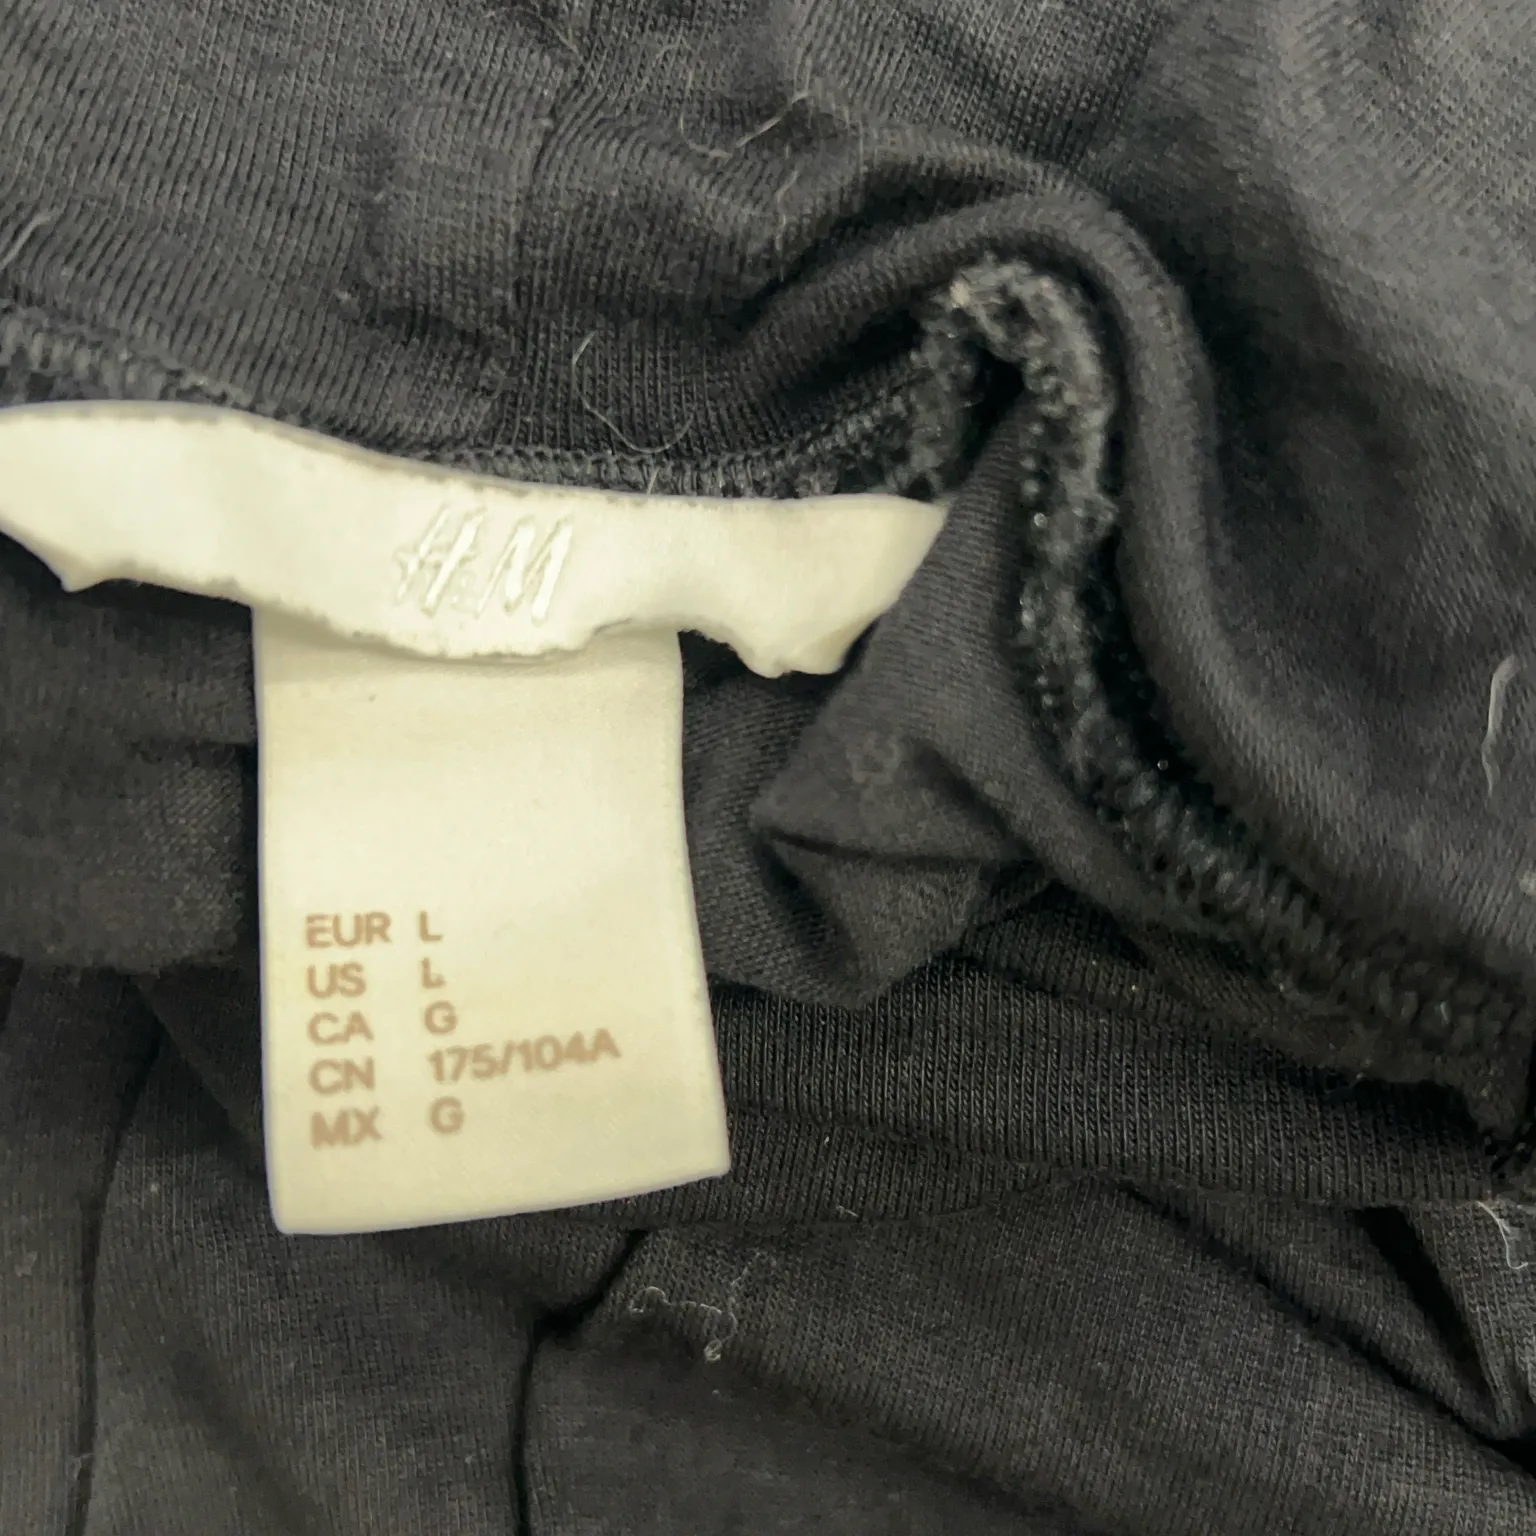 H&M
EUR L
US L
CA G
CN 175/104A
MX G